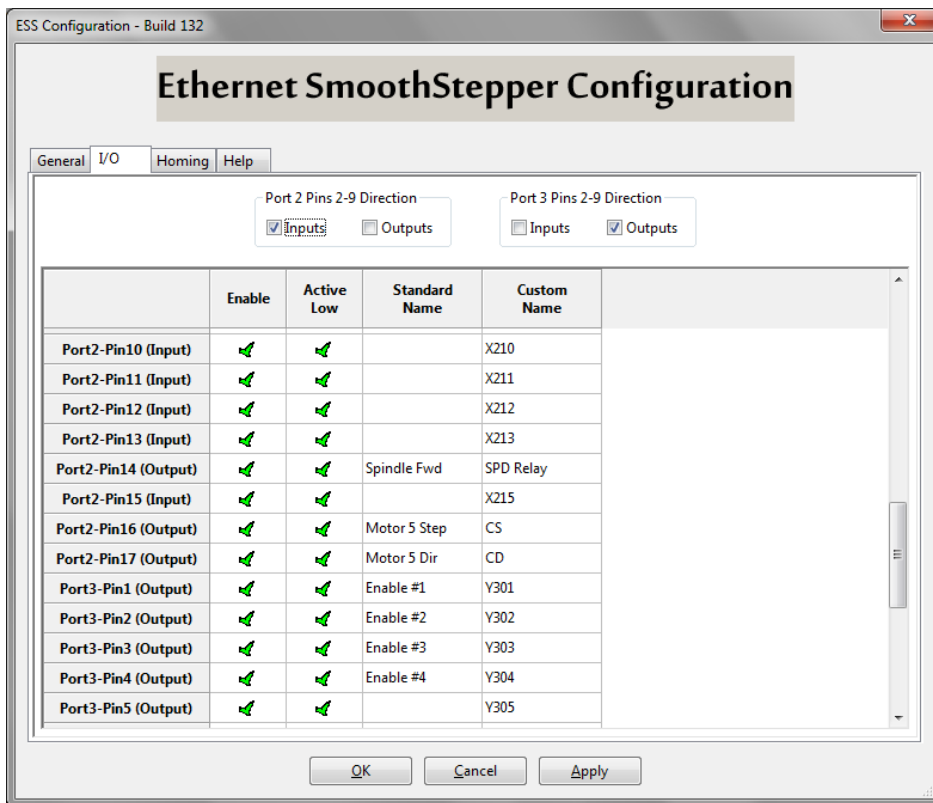 ESS Configuration - Build 132
Ethernet SmoothStepper Configuration
General I/O Homing Help
Port 2 Pins 2-9 Direction Port 3 Pins 2-9 Direction
Inputs Outputs Inputs Outputs
Enable Active Low Standard Name Custom Name
Port2-Pin10 (Input) X210
Port2-Pin11 (Input) X211
Port2-Pin12 (Input) X212
Port2-Pin13 (Input) X213
Port2-Pin14 (Output) Spindle Fwd SPD Relay
Port2-Pin15 (Input) X215
Port2-Pin16 (Output) Motor 5 Step CS
Port2-Pin17 (Output) Motor 5 Dir CD
Port3-Pin1 (Output) Enable #1 Y301
Port3-Pin2 (Output) Enable #2 Y302
Port3-Pin3 (Output) Enable #3 Y303
Port3-Pin4 (Output) Enable #4 Y304
Port3-Pin5 (Output) Y305
OK Cancel Apply